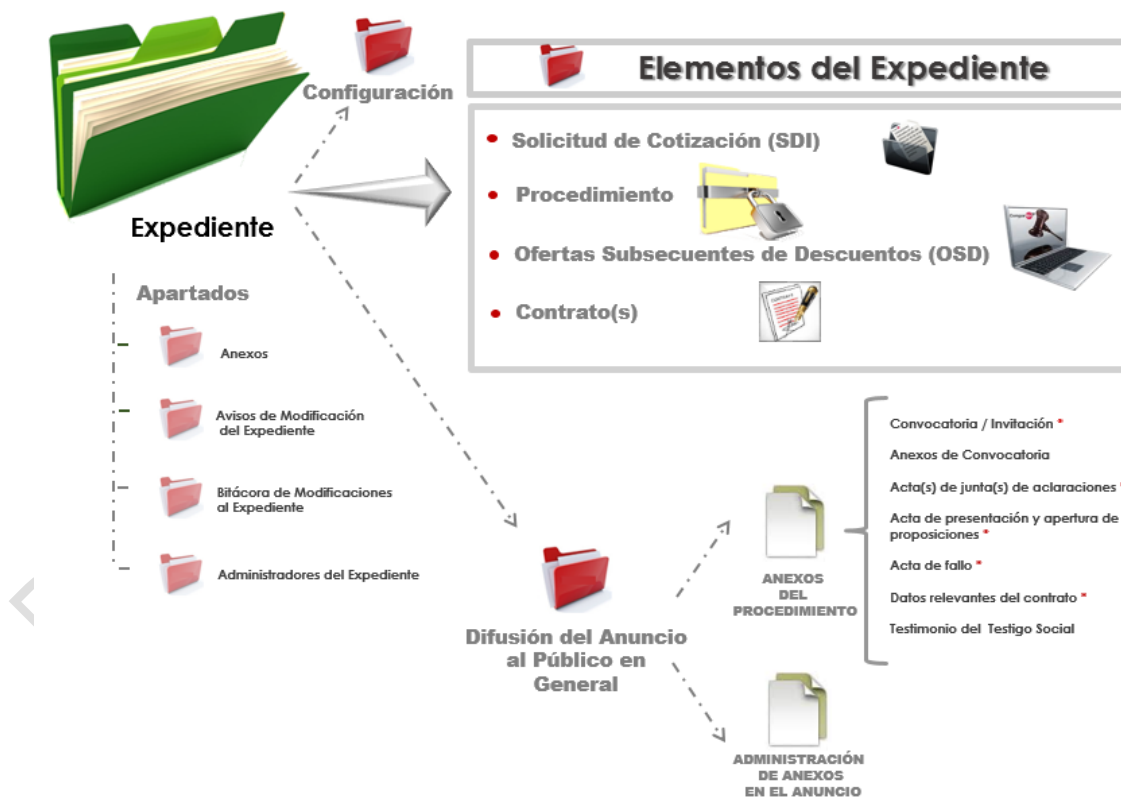 Configuración
Elementos del Expediente
Solicitud de Cotización (SDI)
Procedimiento
Ofertas Subsecuentes de Descuentos (OSD)
Contrato(s)
Expediente
Apartados
Anexos
Avisos de Modificación
del Expediente
Bitácora de Modificaciones
al Expediente
Administradores del Expediente
Difusión del Anuncio
al Público en
General
ANEXOS
DEL
PROCEDIMIENTO
Convocatoria / Invitación *
Anexos de Convocatoria
Acta(s) de junta(s) de aclaraciones *
Acta de presentación y apertura de
proposiciones *
Acta de fallo *
Datos relevantes del contrato *
Testimonio del Testigo Social
ADMINISTRACIÓN
DE ANEXOS
EN EL ANUNCIO